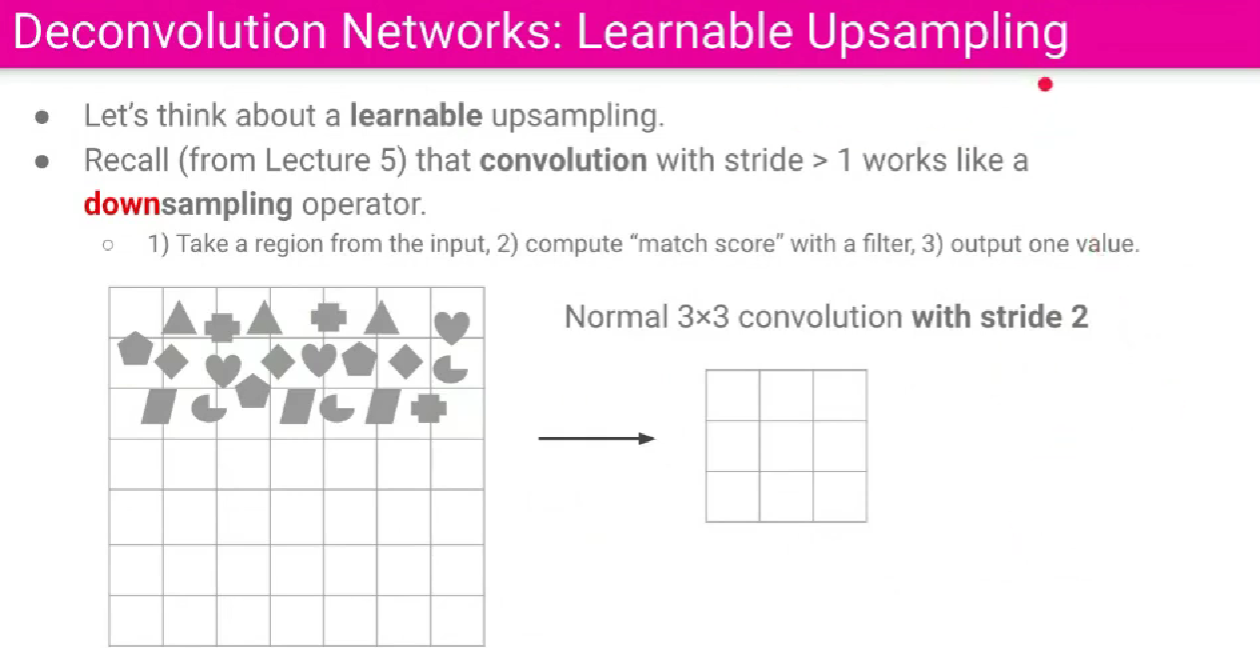 Deconvolution Networks: Learnable Upsampling
● Let's think about a learnable upsampling.
● Recall (from Lecture 5) that convolution with stride > 1 works like a
downsampling operator.
○ 1) Take a region from the input, 2) compute “match score” with a filter, 3) output one value.
Normal 3×3 convolution with stride 2